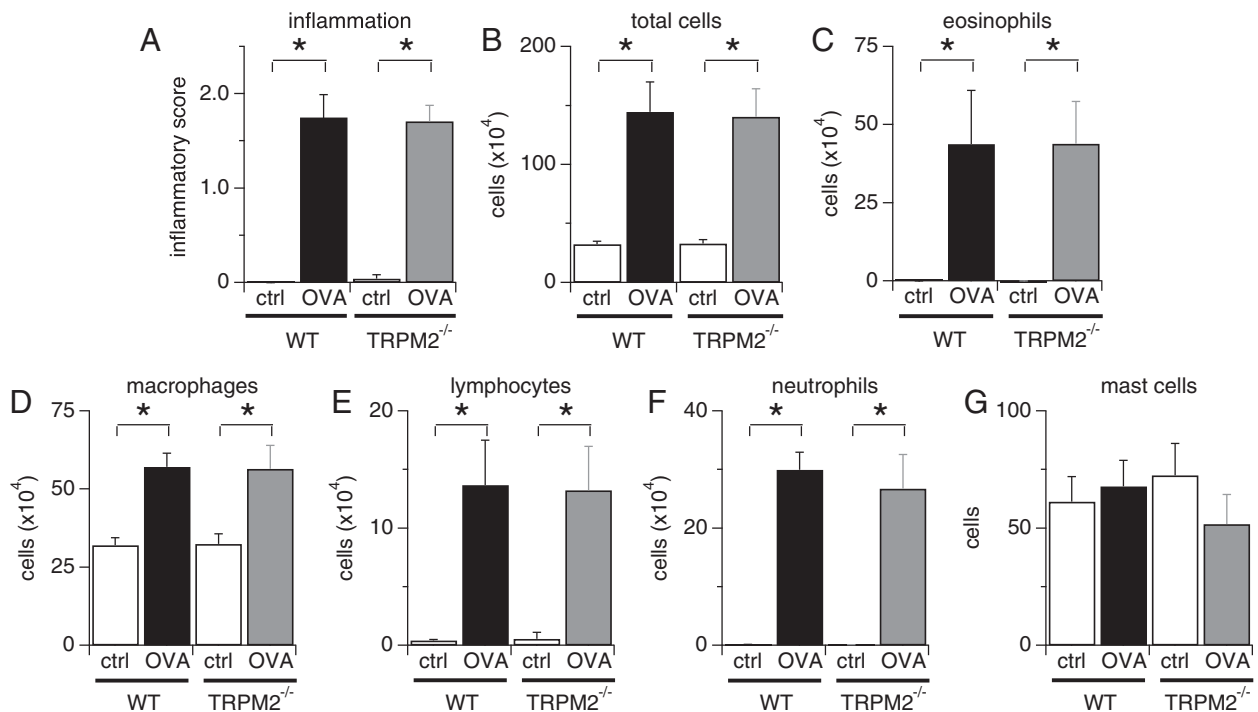 A inflammation
* *
inflammatory score
2.0
1.0
0
ctrl OVA ctrl OVA
WT TRPM2-/-
B total cells
* *
cells (x10⁴)
200
100
0
ctrl OVA ctrl OVA
WT TRPM2-/-
C eosinophils
* *
cells (x10⁴)
75
50
25
0
ctrl OVA ctrl OVA
WT TRPM2-/-
D macrophages
* *
cells (x10⁴)
75
50
25
0
ctrl OVA ctrl OVA
WT TRPM2-/-
E lymphocytes
* *
cells (x10⁴)
20
10
0
ctrl OVA ctrl OVA
WT TRPM2-/-
F neutrophils
* *
cells (x10⁴)
40
20
0
ctrl OVA ctrl OVA
WT TRPM2-/-
G mast cells
cells
100
50
0
ctrl OVA ctrl OVA
WT TRPM2-/-